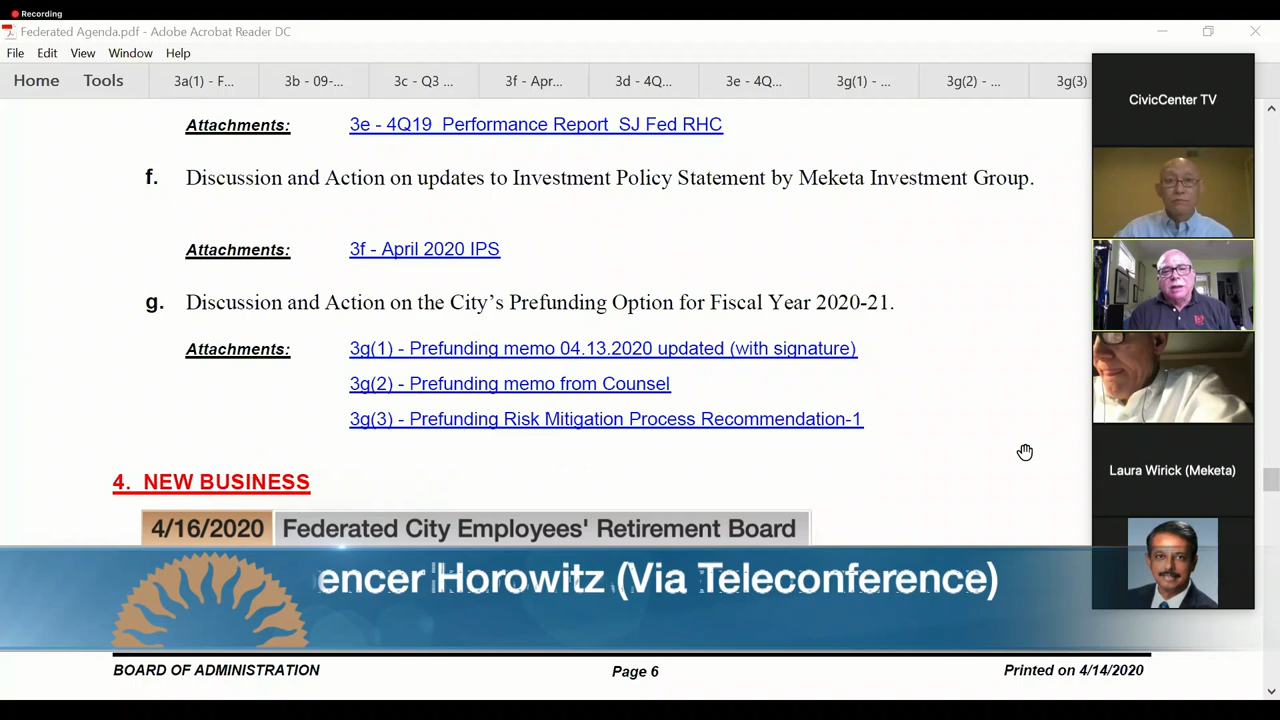 Recording
Federated Agenda.pdf - Adobe Acrobat Reader DC
File Edit View Window Help
Home Tools 3a(1) - F... 3b - 09-... 3c - Q3 ... 3f - Apr... 3d - 4Q... 3e - 4Q... 3g(1) - ... 3g(2) - ... 3g(3)
CivicCenter TV
Attachments: 3e - 4Q19 Performance Report SJ Fed RHC
f. Discussion and Action on updates to Investment Policy Statement by Meketa Investment Group.
Attachments: 3f - April 2020 IPS
g. Discussion and Action on the City's Prefunding Option for Fiscal Year 2020-21.
Attachments: 3g(1) - Prefunding memo 04.13.2020 updated (with signature)
3g(2) - Prefunding memo from Counsel
3g(3) - Prefunding Risk Mitigation Process Recommendation-1
Laura Wirick (Meketa)
4. NEW BUSINESS
4/16/2020 Federated City Employees' Retirement Board
encer Horowitz (Via Teleconference)
BOARD OF ADMINISTRATION Page 6 Printed on 4/14/2020